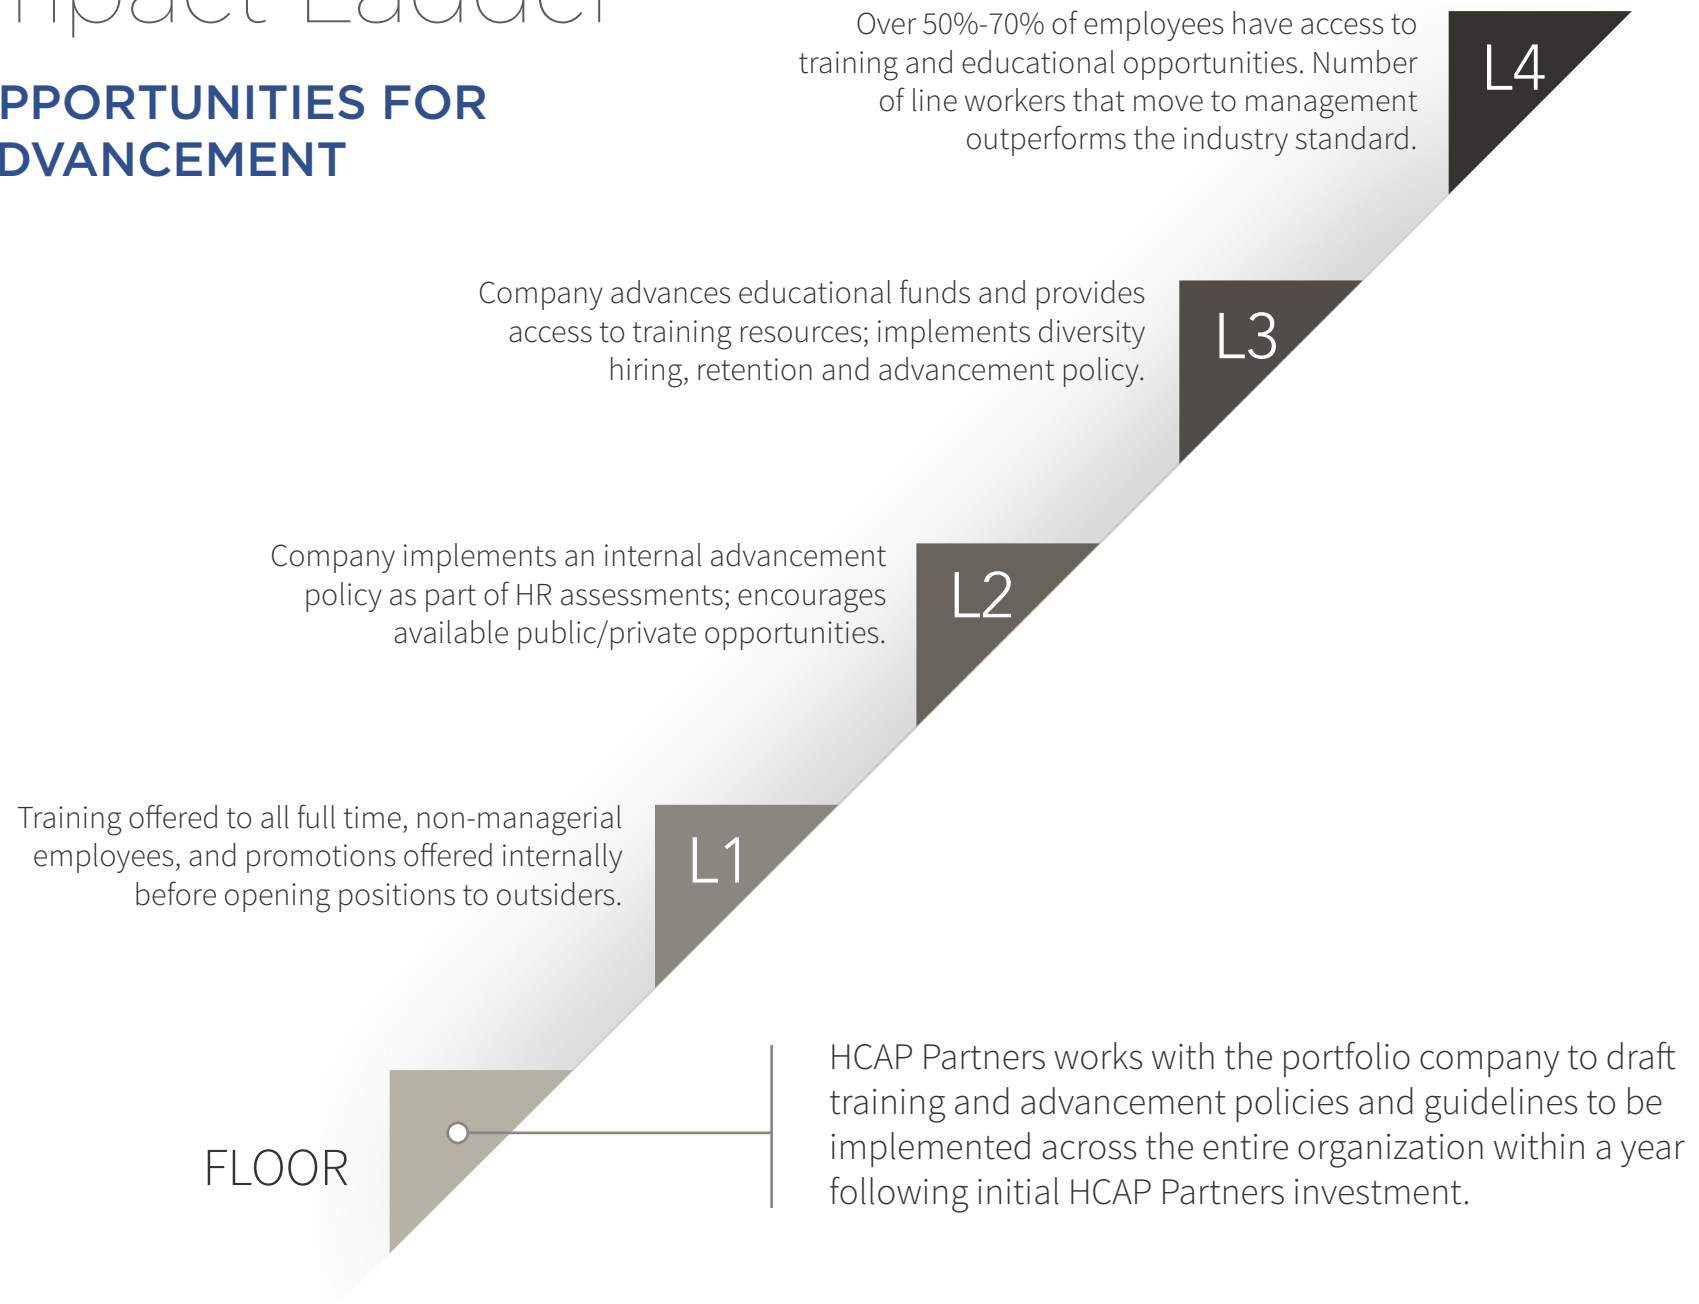 mpact Ladder
PPORTUNITIES FOR
DVANCEMENT
Over 50%-70% of employees have access to
training and educational opportunities. Number
of line workers that move to management
outperforms the industry standard.
L4
Company advances educational funds and provides
access to training resources; implements diversity
hiring, retention and advancement policy.
L3
Company implements an internal advancement
policy as part of HR assessments; encourages
available public/private opportunities.
L2
Training offered to all full time, non-managerial
employees, and promotions offered internally
before opening positions to outsiders.
L1
FLOOR
HCAP Partners works with the portfolio company to draft
training and advancement policies and guidelines to be
implemented across the entire organization within a year
following initial HCAP Partners investment.